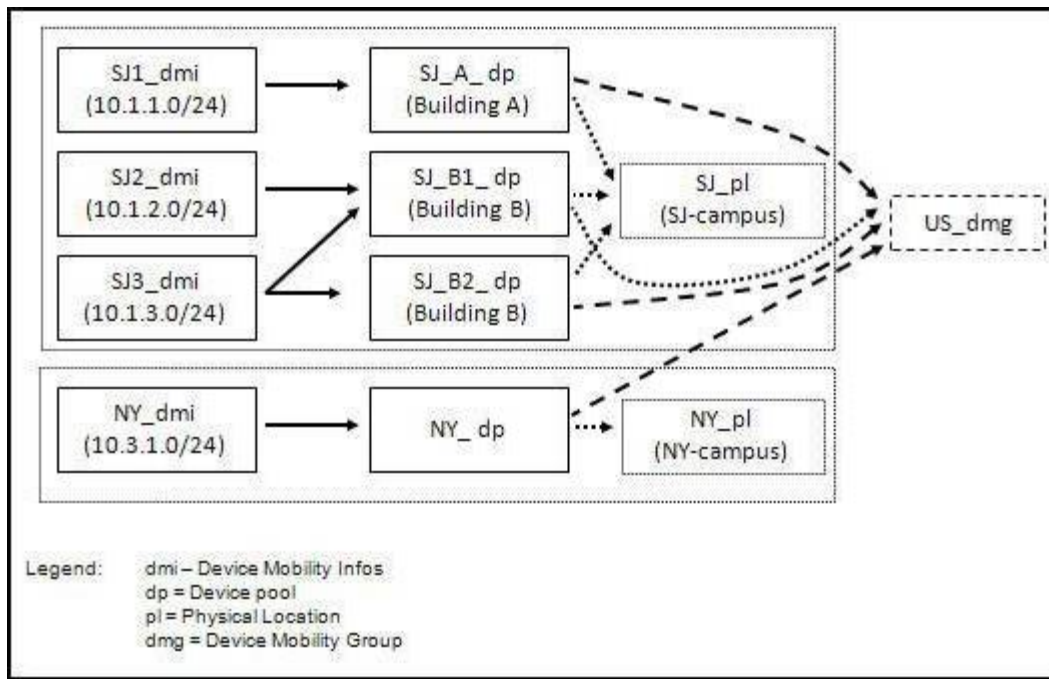 SJ1_dmi
(10.1.1.0/24)
SJ_A_ dp
(Building A)
SJ2_dmi
(10.1.2.0/24)
SJ_B1_ dp
(Building B)
SJ_pl
(SJ-campus)
US_dmg
SJ3_dmi
(10.1.3.0/24)
SJ_B2_ dp
(Building B)
NY_dmi
(10.3.1.0/24)
NY_ dp
NY_pl
(NY-campus)
Legend:
dmi – Device Mobility Infos
dp = Device pool
pl = Physical Location
dmg = Device Mobility Group